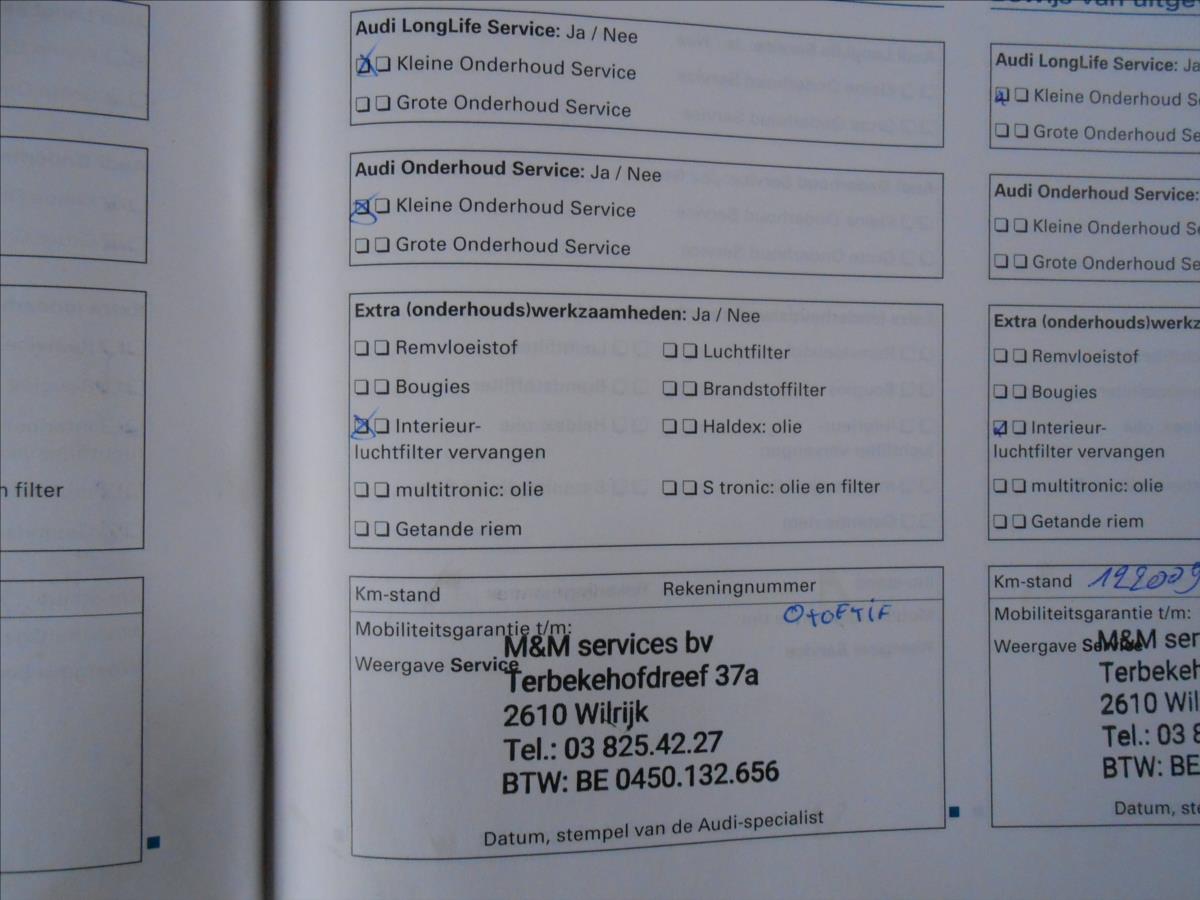 n filter
Audi LongLife Service: Ja / Nee
Kleine Onderhoud Service
Grote Onderhoud Service
Audi Onderhoud Service: Ja / Nee
Kleine Onderhoud Service
Grote Onderhoud Service
Extra (onderhouds)werkzaamheden: Ja / Nee
Remvloeistof
Luchtfilter
Bougies
Brandstoffilter
Interieur-
Haldex: olie
luchtfilter vervangen
multitronic: olie
S tronic: olie en filter
Getande riem
Km-stand
Rekeningnummer
Mobiliteitsgarantie t/m:
Weergave Service
M&M services bv
Terbekehofdreef 37a
2610 Wilrijk
Tel.: 03 825.42.27
BTW: BE 0450.132.656
Datum, stempel van de Audi-specialist
Audi LongLife Service: Ja
Kleine Onderhoud Se
Grote Onderhoud Se
Audi Onderhoud Service:
Kleine Onderhoud Se
Grote Onderhoud Se
Extra (onderhouds)werkz
Remvloeistof
Bougies
Interieur-
luchtfilter vervangen
multitronic: olie
Getande riem
Km-stand 122009
Mobiliteitsgarantie t/m:
Weergave Service
M&M ser
Terbekeh
2610 Wil
Tel.: 03 8
BTW: BE
Datum, ste